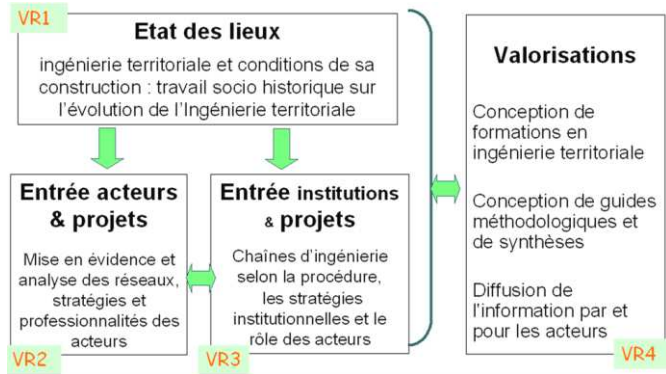 VR1
Etat des lieux
ingénierie territoriale et conditions de sa
construction : travail socio historique sur
l'évolution de l'Ingénierie territoriale
Entrée acteurs
& projets
Mise en évidence et
analyse des réseaux,
stratégies et
professionnalités des
acteurs
VR2
Entrée institutions
& projets
Chaînes d'ingénierie
selon la procédure,
les stratégies
institutionnelles et le
rôle des acteurs
VR3
Valorisations
Conception de
formations en
ingénierie territoriale
Conception de guides
méthodologiques et
de synthèses
Diffusion de
l'information par et
pour les acteurs
VR4